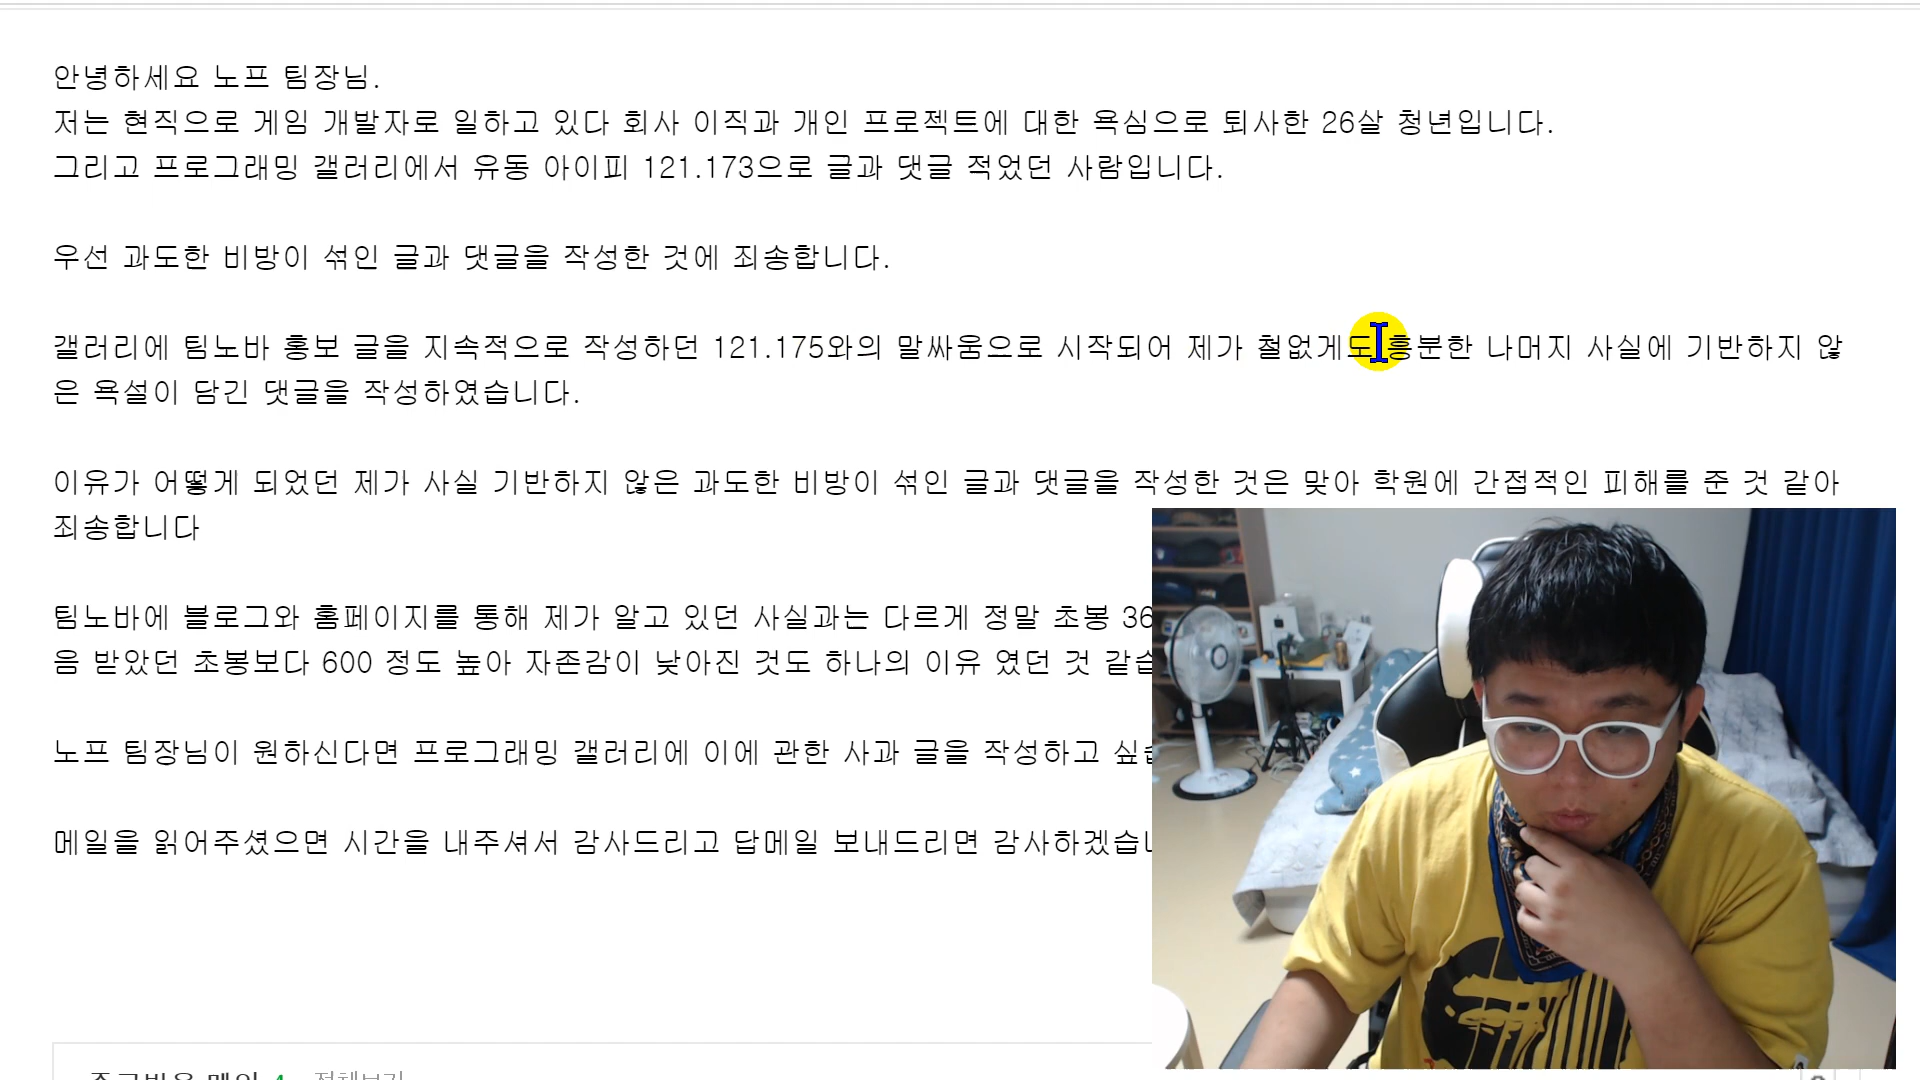 안녕하세요 노프 팀장님.
저는 현직으로 게임 개발자로 일하고 있다 회사 이직과 개인 프로젝트에 대한 욕심으로 퇴사한 26살 청년입니다.
그리고 프로그래밍 갤러리에서 유동 아이피 121.173으로 글과 댓글 적었던 사람입니다.
우선 과도한 비방이 섞인 글과 댓글을 작성한 것에 죄송합니다.
갤러리에 팀노바 홍보 글을 지속적으로 작성하던 121.175와의 말싸움으로 시작되어 제가 철없게도 흥분한 나머지 사실에 기반하지 않
은 욕설이 담긴 댓글을 작성하였습니다.
이유가 어떻게 되었던 제가 사실 기반하지 않은 과도한 비방이 섞인 글과 댓글을 작성한 것은 맞아 학원에 간접적인 피해를 준 것 같아
죄송합니다
팀노바에 블로그와 홈페이지를 통해 제가 알고 있던 사실과는 다르게 정말 초봉 36
음 받았던 초봉보다 600 정도 높아 자존감이 낮아진 것도 하나의 이유 였던 것 같습
노프 팀장님이 원하신다면 프로그래밍 갤러리에 이에 관한 사과 글을 작성하고 싶습
메일을 읽어주셨으면 시간을 내주셔서 감사드리고 답메일 보내드리면 감사하겠습니